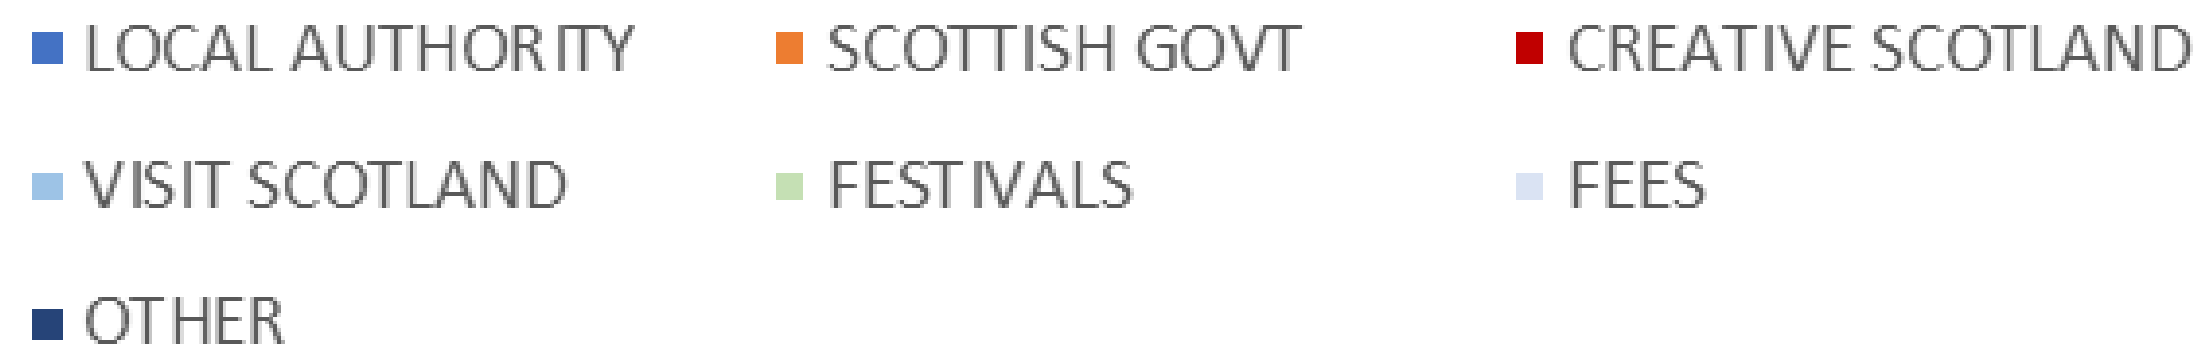 LOCAL AUTHORITY SCOTTISH GOVT CREATIVE SCOTLAND
VISIT SCOTLAND FESTIVALS FEES
OTHER